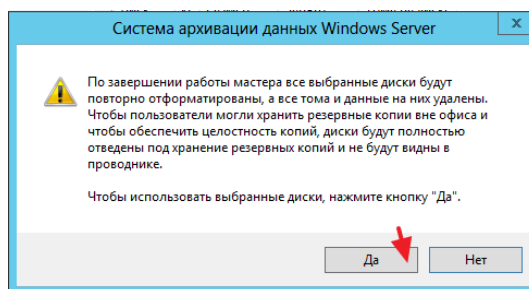 Система архивации данных Windows Server
x
По завершении работы мастера все выбранные диски будут
повторно отформатированы, а все тома и данные на них удалены.
Чтобы пользователи могли хранить резервные копии вне офиса и
чтобы обеспечить целостность копий, диски будут полностью
отведены под хранение резервных копий и не будут видны в
проводнике.
Чтобы использовать выбранные диски, нажмите кнопку "Да".
Да
Нет